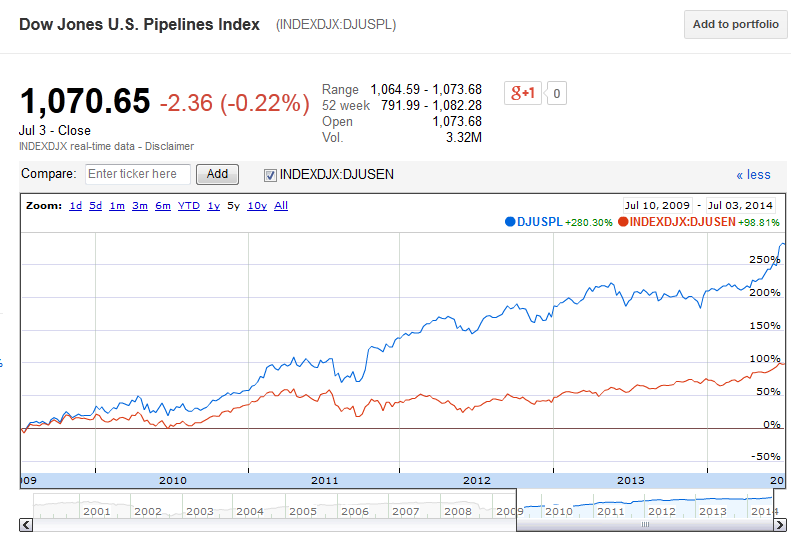 Dow Jones U.S. Pipelines Index (INDEXDJX:DJUSPL)
Add to portfolio
1,070.65 -2.36 (-0.22%)
Jul 3 - Close
INDEXDJX real-time data - Disclaimer
Range 1,064.59 - 1,073.68
52 week 791.99 - 1,082.28
Open 1,073.68
Vol. 3.32M
g+1 0
Compare: Enter ticker here Add INDEXDJX:DJUSEN « less
Zoom: 1d 5d 1m 3m 6m YTD 1y 5y 10y All Jul 10, 2009 - Jul 03, 2014
DJUSPL +280.30% INDEXDJX:DJUSEN +98.81%
250%
200%
150%
100%
50%
0%
-50%
09 2010 2011 2012 2013 20
2001 2002 2003 2004 2005 2006 2007 2008 2009 2010 2011 2012 2013 2014